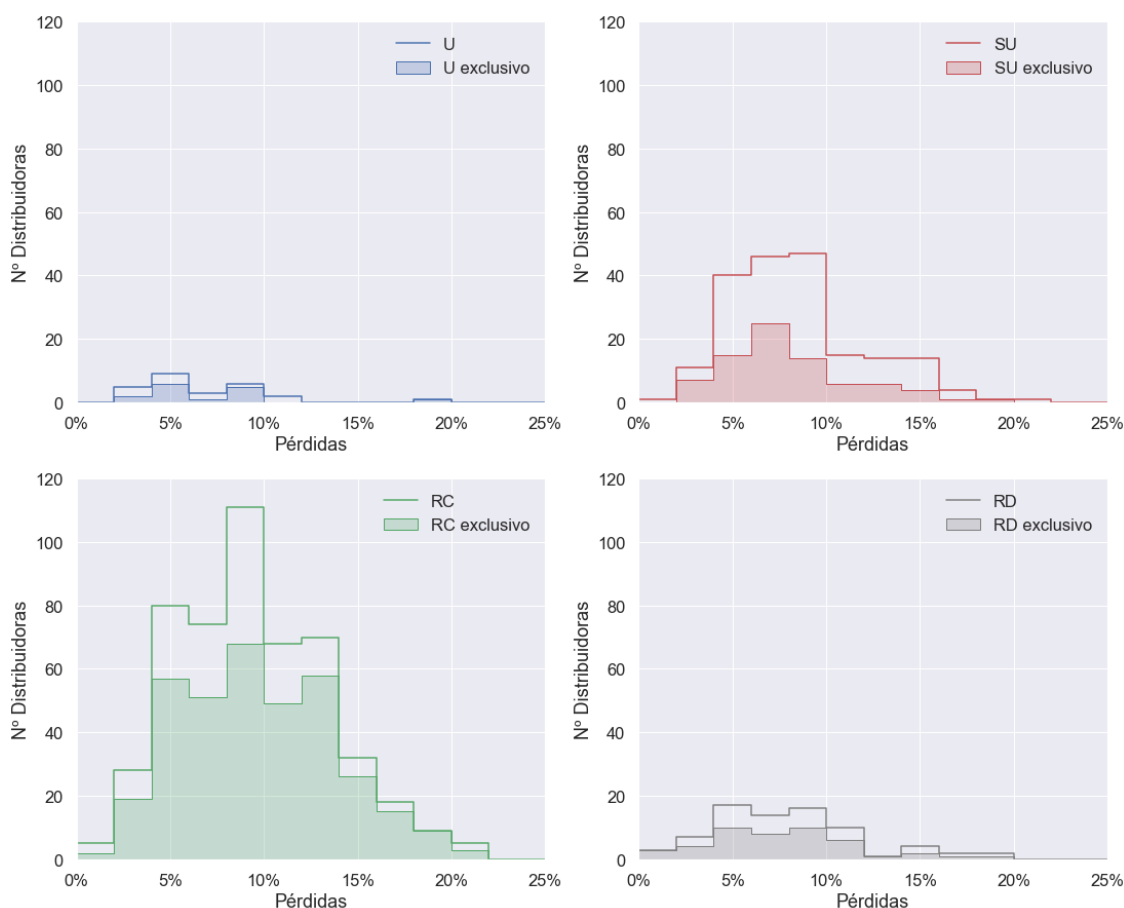 120
100
80
60
40
20
0
Nº Distribuidoras
U
U exclusivo
0% 5% 10% 15% 20% 25%
Pérdidas
120
100
80
60
40
20
0
Nº Distribuidoras
SU
SU exclusivo
0% 5% 10% 15% 20% 25%
Pérdidas
120
100
80
60
40
20
0
Nº Distribuidoras
RC
RC exclusivo
0% 5% 10% 15% 20% 25%
Pérdidas
120
100
80
60
40
20
0
Nº Distribuidoras
RD
RD exclusivo
0% 5% 10% 15% 20% 25%
Pérdidas